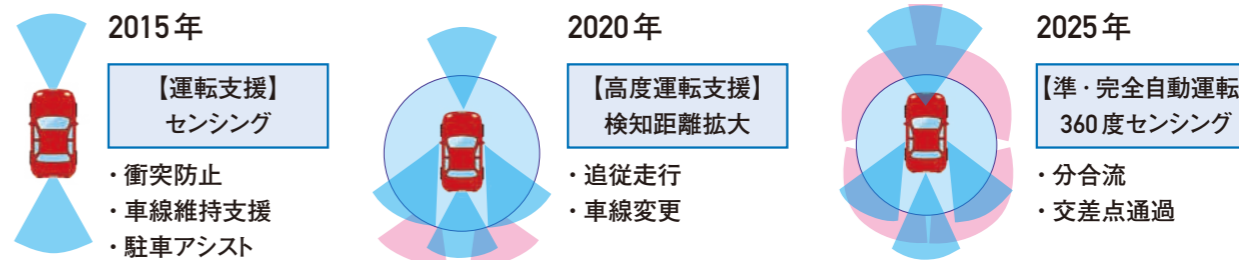 2015年
【運転支援】
センシング
・衝突防止
・車線維持支援
・駐車アシスト
2020年
【高度運転支援】
検知距離拡大
・追従走行
・車線変更
2025年
【準・完全自動運転
360度センシング
・分合流
・交差点通過